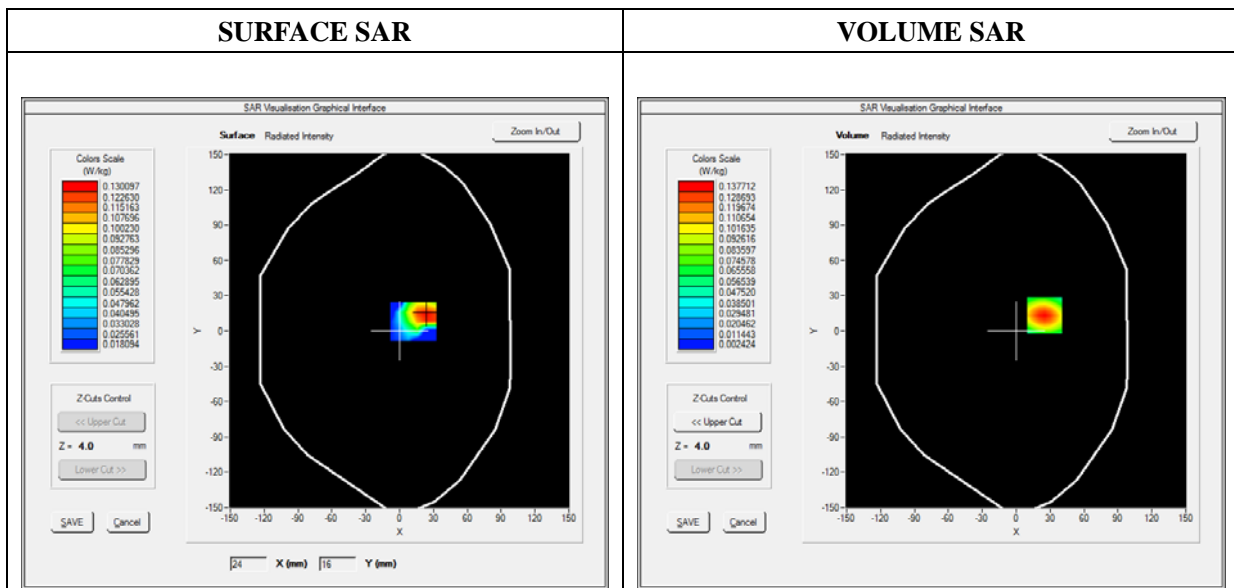 SURFACE SAR
VOLUME SAR
SAR Visualisation Graphical Interface
Surface Radiated Intensity
Zoom In/Out
Colors Scale
(W/kg)
0.130097
0.122630
0.115163
0.107696
0.100230
0.092763
0.085296
0.077829
0.070362
0.062895
0.055428
0.047962
0.040495
0.033028
0.025561
0.018094
Z-Cuts Control
<< Upper Cut
Z = 4.0 mm
Lower Cut >>
SAVE Cancel
150
120
90
60
30
0
-30
-60
-90
-120
-150
Y
-150 -120 -90 -60 -30 0 30 60 90 120 150
X
24 X (mm) 16 Y (mm)
SAR Visualisation Graphical Interface
Volume Radiated Intensity
Zoom In/Out
Colors Scale
(W/kg)
0.137712
0.128693
0.119674
0.110654
0.101635
0.092616
0.083597
0.074578
0.065558
0.056539
0.047520
0.038501
0.029481
0.020462
0.011443
0.002424
Z-Cuts Control
<< Upper Cut
Z = 4.0 mm
Lower Cut >>
SAVE Cancel
150
120
90
60
30
0
-30
-60
-90
-120
-150
Y
-150 -120 -90 -60 -30 0 30 60 90 120 150
X